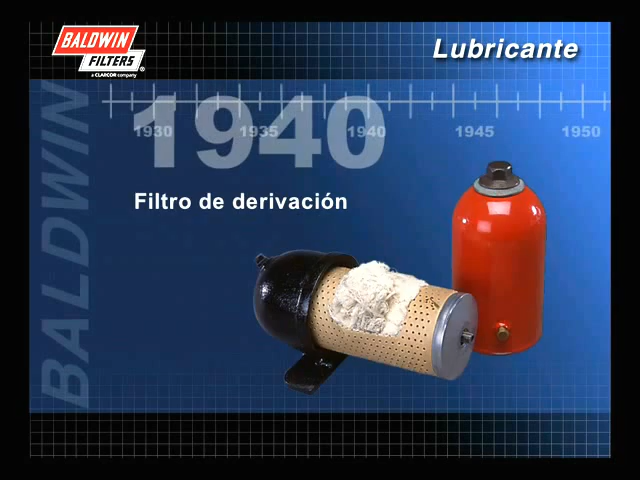 BALDWIN
FILTERS
®
a CLARCOR company
Lubricante
1940
1930 1935 1940 1945 1950
Filtro de derivación
BALDWIN